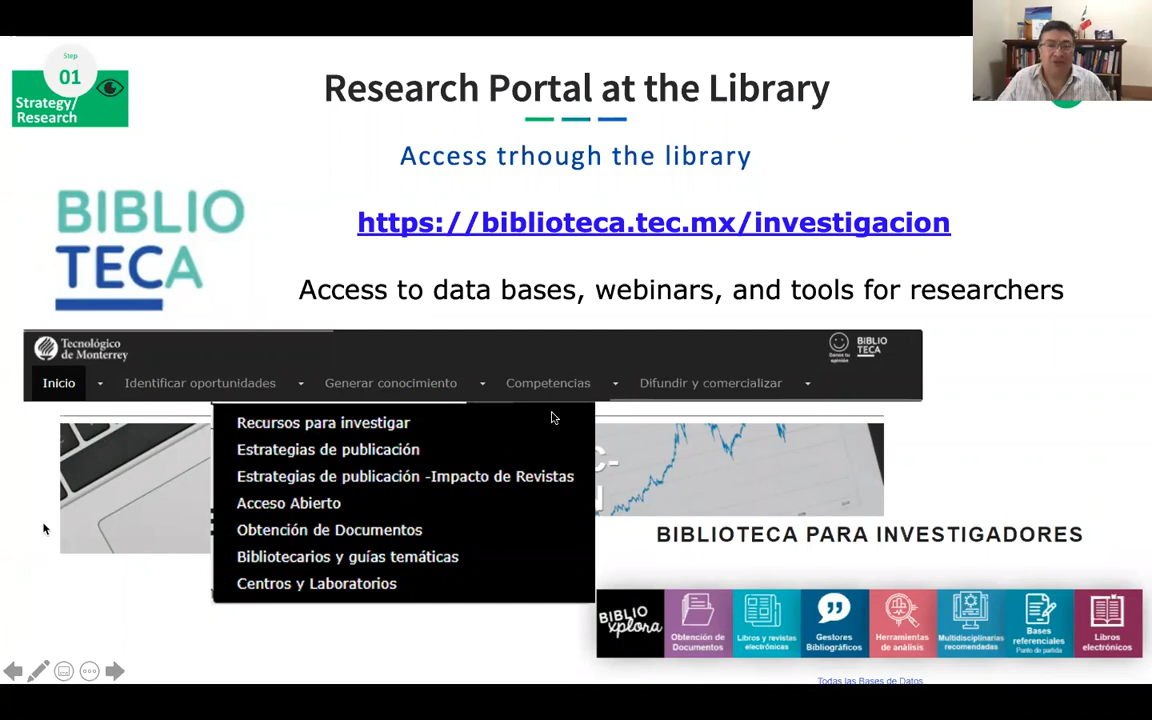 Step
01
Strategy/
Research
Research Portal at the Library
Access trhough the library
BIBLIO
TECA
https://biblioteca.tec.mx/investigacion
Access to data bases, webinars, and tools for researchers
Tecnológico
de Monterrey
BIBLIO
TECA
Inicio
Identificar oportunidades
Generar conocimiento
Competencias
Difundir y comercializar
Recursos para investigar
Estrategias de publicación
Estrategias de publicación -Impacto de Revistas
Acceso Abierto
Obtención de Documentos
Bibliotecarios y guías temáticas
Centros y Laboratorios
C-
N
BIBLIOTECA PARA INVESTIGADORES
BIBLIO
xplora
Obtención de
Documentos
Libros y revistas
electrónicas
Gestores
Bibliográficos
Herramientas
de análisis
Multidisciplinarias
recomendadas
Bases
referenciales
Punto de partida
Libros
electrónicos
Todas las Bases de Datos